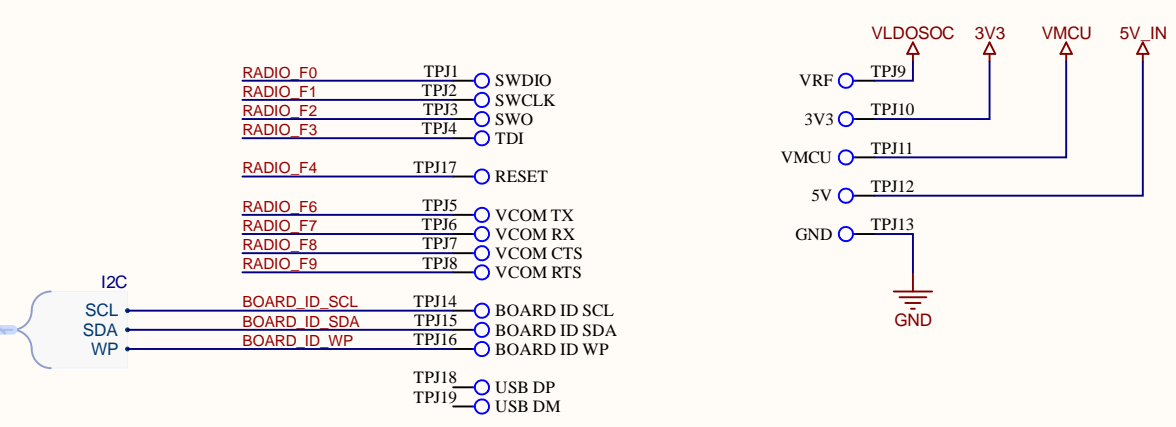 VLDOSOC 3V3 VMCU 5V_IN
RADIO_F0 TPJ1 SWDIO
RADIO_F1 TPJ2 SWCLK
RADIO_F2 TPJ3 SWO
RADIO_F3 TPJ4 TDI
RADIO_F4 TPJ17 RESET
RADIO_F6 TPJ5 VCOM TX
RADIO_F7 TPJ6 VCOM RX
RADIO_F8 TPJ7 VCOM CTS
RADIO_F9 TPJ8 VCOM RTS
I2C
SCL BOARD_ID_SCL TPJ14 BOARD ID SCL
SDA BOARD_ID_SDA TPJ15 BOARD ID SDA
WP BOARD_ID_WP TPJ16 BOARD ID WP
TPJ18 USB DP
TPJ19 USB DM
VRF TPJ9
3V3 TPJ10
VMCU TPJ11
5V TPJ12
GND TPJ13
GND